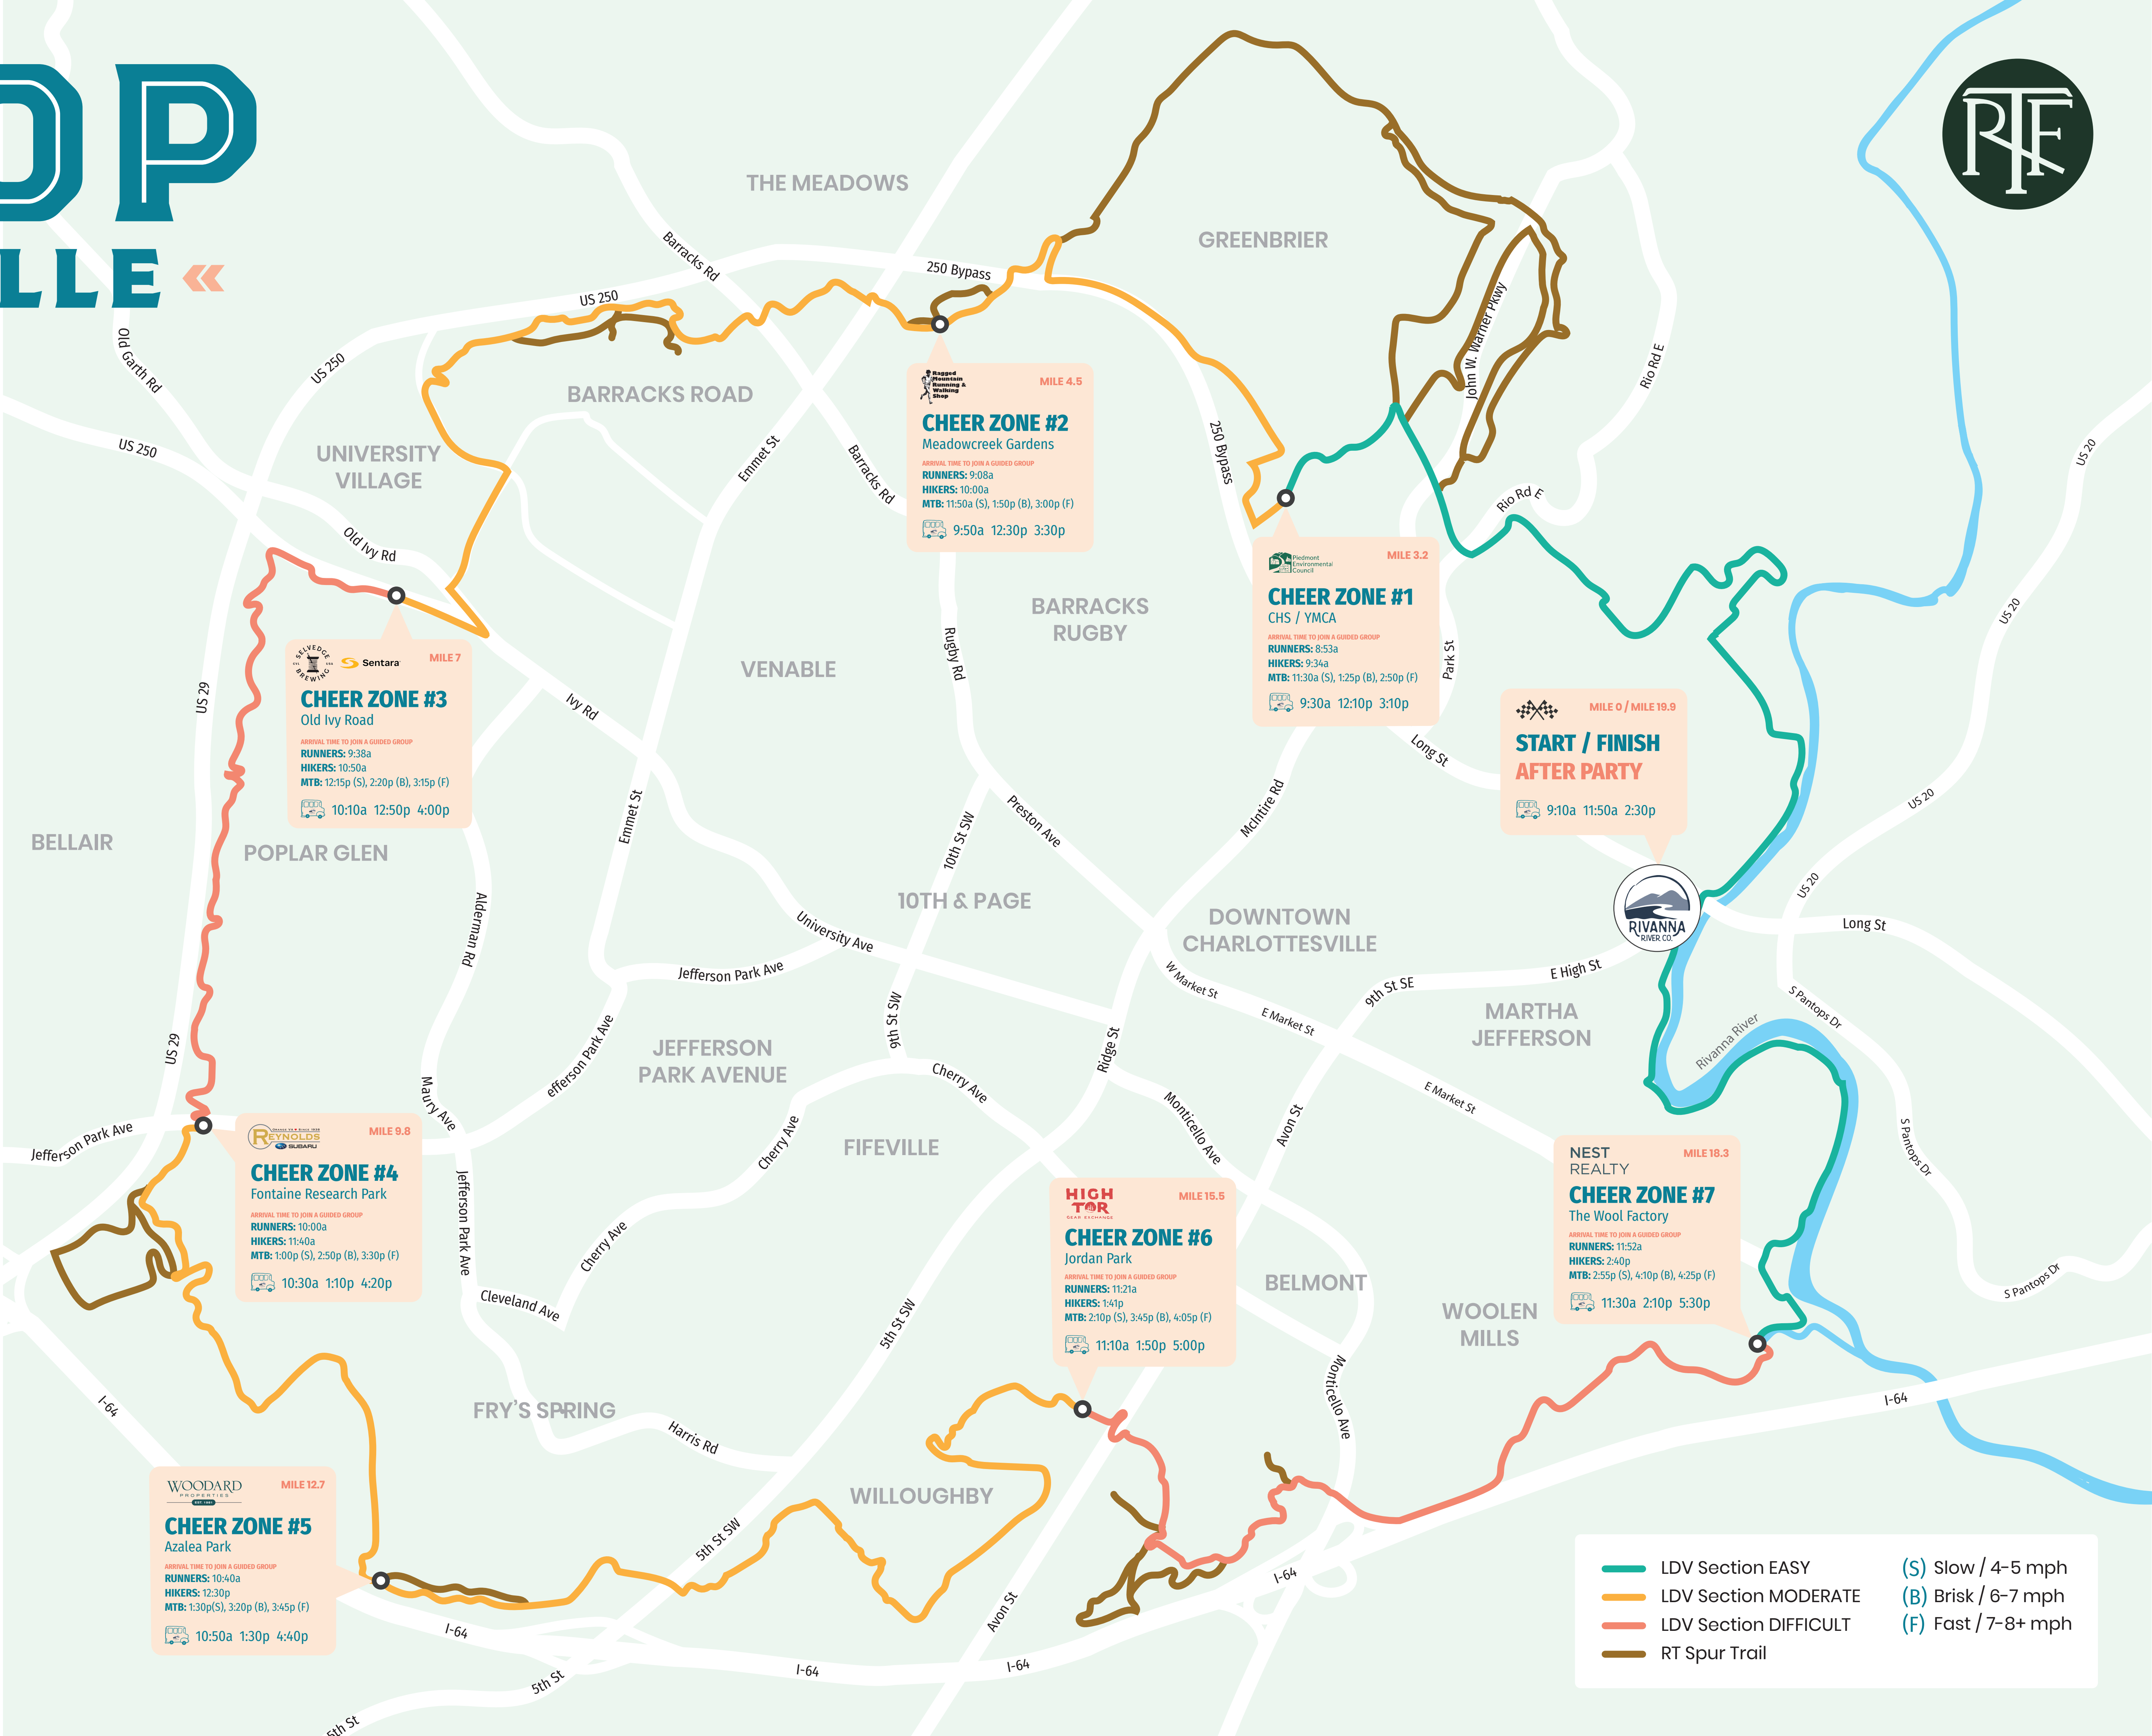 OP
LLE
RTF
THE MEADOWS
GREENBRIER
Barracks Rd
250 Bypass
US 250
Old Garth Rd
US 250
John W. Warner Pkwy
Rio Rd E
BARRACKS ROAD
US 250
UNIVERSITY
VILLAGE
Emmet St
Barracks Rd
250 Bypass
US 20
Rio Rd E
Old Ivy Rd
Ragged
Mountain
Running &
Walking
Shop
MILE 4.5
CHEER ZONE #2
Meadowcreek Gardens
ARRIVAL TIME TO JOIN A GUIDED GROUP
RUNNERS: 9:08a
HIKERS: 10:00a
MTB: 11:50a (S), 1:50p (B), 3:00p (F)
9:50a 12:30p 3:30p
Piedmont
Environmental
Council
MILE 3.2
CHEER ZONE #1
CHS / YMCA
ARRIVAL TIME TO JOIN A GUIDED GROUP
RUNNERS: 8:53a
HIKERS: 9:34a
MTB: 11:30a (S), 1:25p (B), 2:50p (F)
9:30a 12:10p 3:10p
BARRACKS
RUGBY
US 20
Park St
Rugby Rd
VENABLE
US 29
SELVEDGE
BREWING
Sentara
MILE 7
CHEER ZONE #3
Old Ivy Road
ARRIVAL TIME TO JOIN A GUIDED GROUP
RUNNERS: 9:38a
HIKERS: 10:50a
MTB: 12:15p (S), 2:20p (B), 3:15p (F)
10:10a 12:50p 4:00p
Ivy Rd
Long St
MILE 0 / MILE 19.9
START / FINISH
AFTER PARTY
9:10a 11:50a 2:30p
US 20
Emmet St
10th St SW
Preston Ave
McIntire Rd
BELLAIR
POPLAR GLEN
US 20
Alderman Rd
10TH & PAGE
University Ave
DOWNTOWN
CHARLOTTESVILLE
RIVANNA
RIVER CO.
Long St
Jefferson Park Ave
W Market St
9th St SE
E High St
S Pantops Dr
MARTHA
JEFFERSON
E Market St
9th St SW
Rivanna River
US 29
efferson Park Ave
JEFFERSON
PARK AVENUE
Ridge St
Cherry Ave
Maury Ave
E Market St
Monticello Ave
Avon St
Jefferson Park Ave
Cherry Ave
FIFEVILLE
S Pantops Dr
REYNOLDS
SUBARU
MILE 9.8
CHEER ZONE #4
Fontaine Research Park
ARRIVAL TIME TO JOIN A GUIDED GROUP
RUNNERS: 10:00a
HIKERS: 11:40a
MTB: 1:00p (S), 2:50p (B), 3:30p (F)
10:30a 1:10p 4:20p
Jefferson Park Ave
Cherry Ave
HIGH
TOR
GEAR EXCHANGE
MILE 15.5
CHEER ZONE #6
Jordan Park
ARRIVAL TIME TO JOIN A GUIDED GROUP
RUNNERS: 11:21a
HIKERS: 1:41p
MTB: 2:10p (S), 3:45p (B), 4:05p (F)
11:10a 1:50p 5:00p
NEST
REALTY
MILE 18.3
CHEER ZONE #7
The Wool Factory
ARRIVAL TIME TO JOIN A GUIDED GROUP
RUNNERS: 11:52a
HIKERS: 2:40p
MTB: 2:55p (S), 4:10p (B), 4:25p (F)
11:30a 2:10p 5:30p
BELMONT
S Pantops Dr
Cleveland Ave
5th St SW
WOOLEN
MILLS
I-64
Monticello Ave
I-64
FRY'S SPRING
Harris Rd
WILLOUGHBY
WOODARD
PROPERTIES
MILE 12.7
CHEER ZONE #5
Azalea Park
ARRIVAL TIME TO JOIN A GUIDED GROUP
RUNNERS: 10:40a
HIKERS: 12:30p
MTB: 1:30p(S), 3:20p (B), 3:45p (F)
10:50a 1:30p 4:40p
5th St SW
I-64
Avon St
I-64
I-64
I-64
5th St
5th St
LDV Section EASY
LDV Section MODERATE
LDV Section DIFFICULT
RT Spur Trail
(S) Slow / 4-5 mph
(B) Brisk / 6-7 mph
(F) Fast / 7-8+ mph